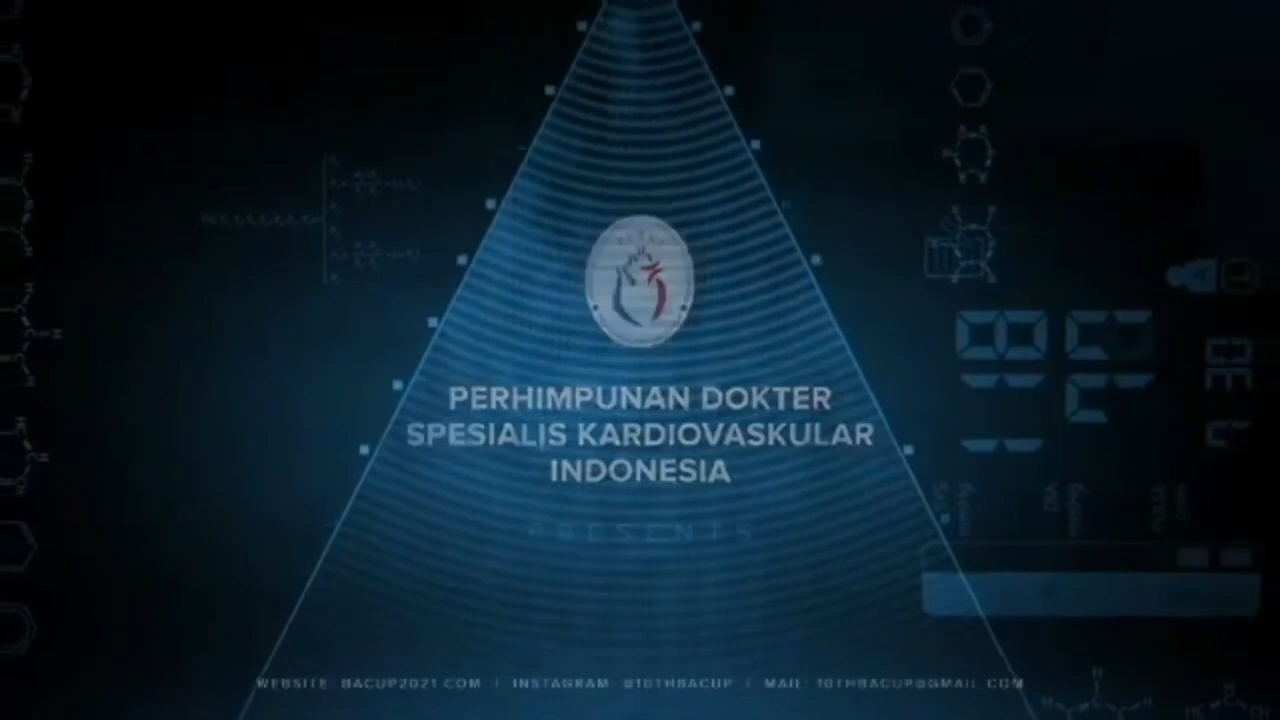 PERHIMPUNAN DOKTER
SPESIALIS KARDIOVASKULAR
INDONESIA
PRESENTS
WEBSITE: BACUP2021.COM | INSTAGRAM: @10THBACUP | MAIL: 10THBACUP@GMAIL.COM